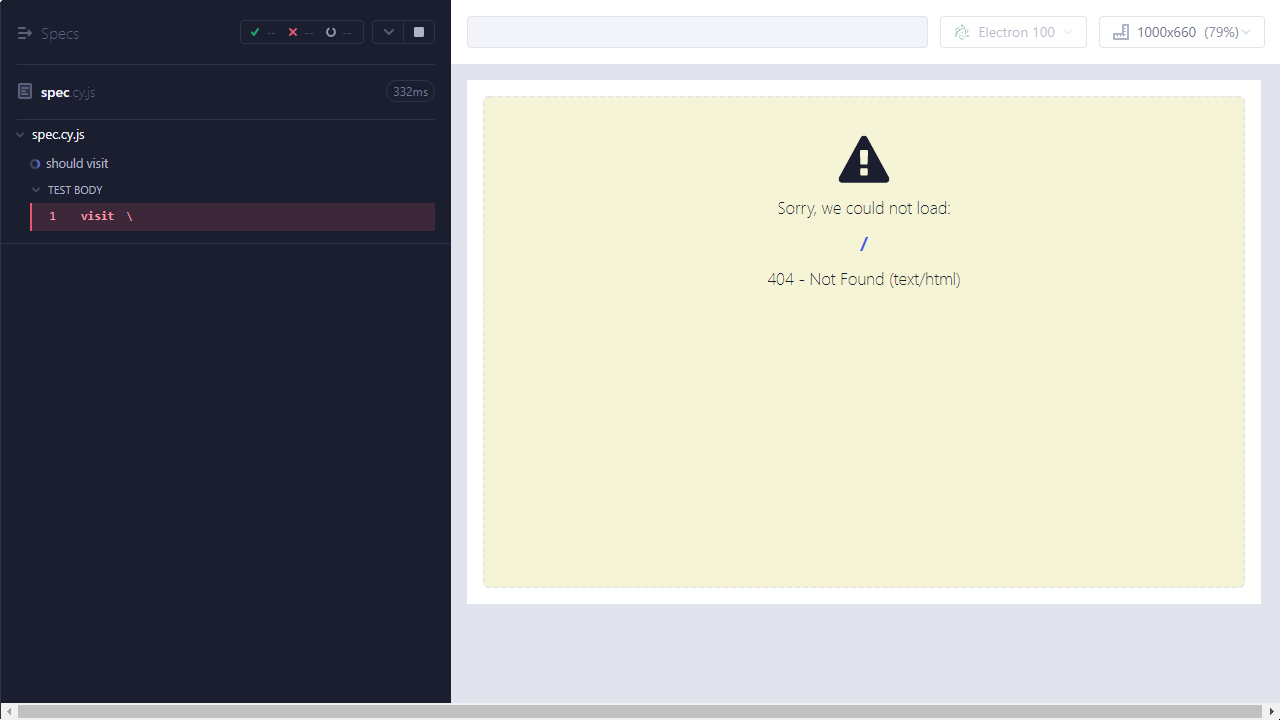 Specs
-- -- --
spec.cy.js
332ms
spec.cy.js
should visit
TEST BODY
1 visit \
Electron 100
1000x660 (79%)
Sorry, we could not load:
/
404 - Not Found (text/html)